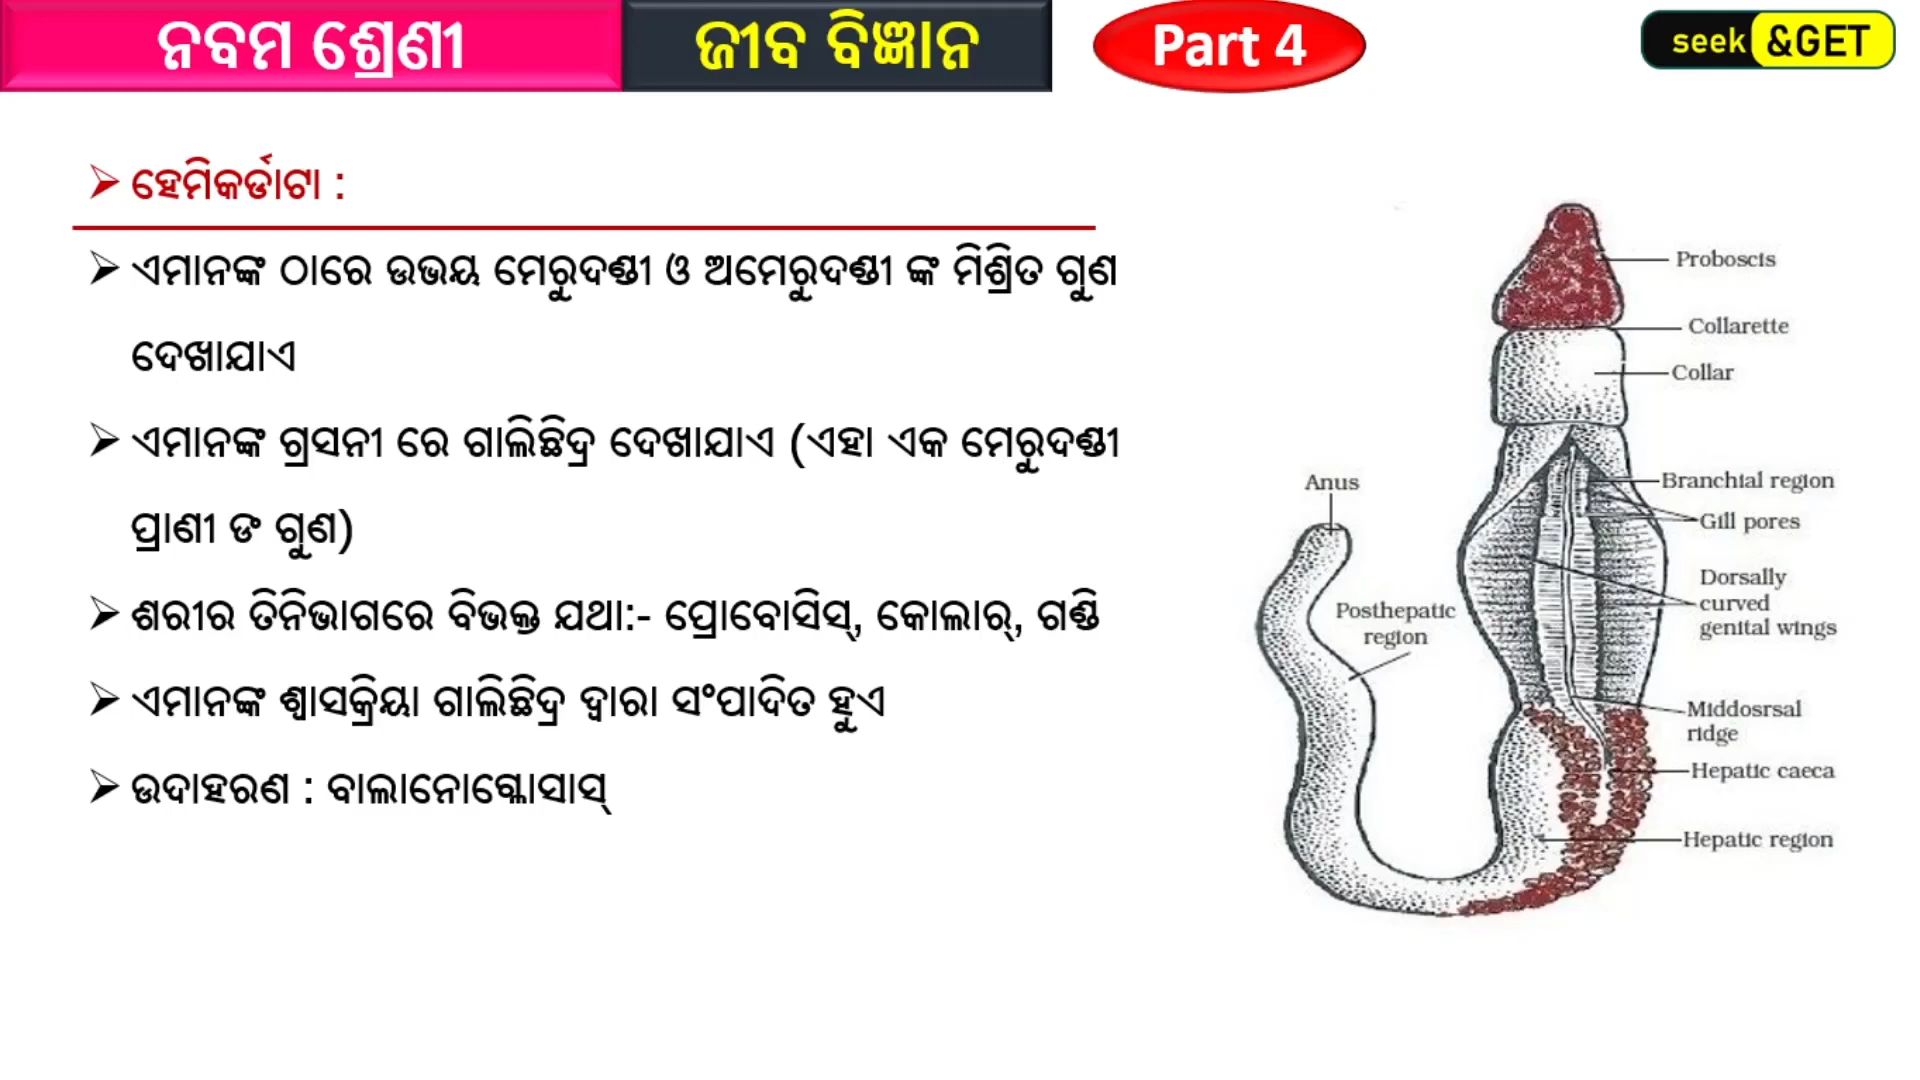 ନବମ ଶ୍ରେଣୀ
ଜୀବ ବିଜ୍ଞାନ
Part 4
seek &GET
➢ ହେମିକର୍ଡାଟା :
➢ ଏମାନଙ୍କ ଠାରେ ଉଭୟ ମେରୁଦଣ୍ଡୀ ଓ ଅମେରୁଦଣ୍ଡୀ ଙ୍କ ମିଶ୍ରିତ ଗୁଣ
ଦେଖାଯାଏ
➢ ଏମାନଙ୍କ ଗ୍ରସନୀ ରେ ଗାଲିଛିଦ୍ର ଦେଖାଯାଏ (ଏହା ଏକ ମେରୁଦଣ୍ଡୀ
ପ୍ରାଣୀ ଙ ଗୁଣ)
➢ ଶରୀର ତିନିଭାଗରେ ବିଭକ୍ତ ଯଥା:- ପ୍ରୋବୋସିସ୍, କୋଲାର୍, ଗଣ୍ଡି
➢ ଏମାନଙ୍କ ଶ୍ୱାସକ୍ରିୟା ଗାଲିଛିଦ୍ର ଦ୍ୱାରା ସଂପାଦିତ ହୁଏ
➢ ଉଦାହରଣ : ବାଲାନୋଗ୍ଲୋସାସ୍
Proboscis
Collarette
Collar
Branchial region
Gill pores
Anus
Dorsally
curved
genital wings
Posthepatic
region
Middosrsal
ridge
Hepatic caeca
Hepatic region